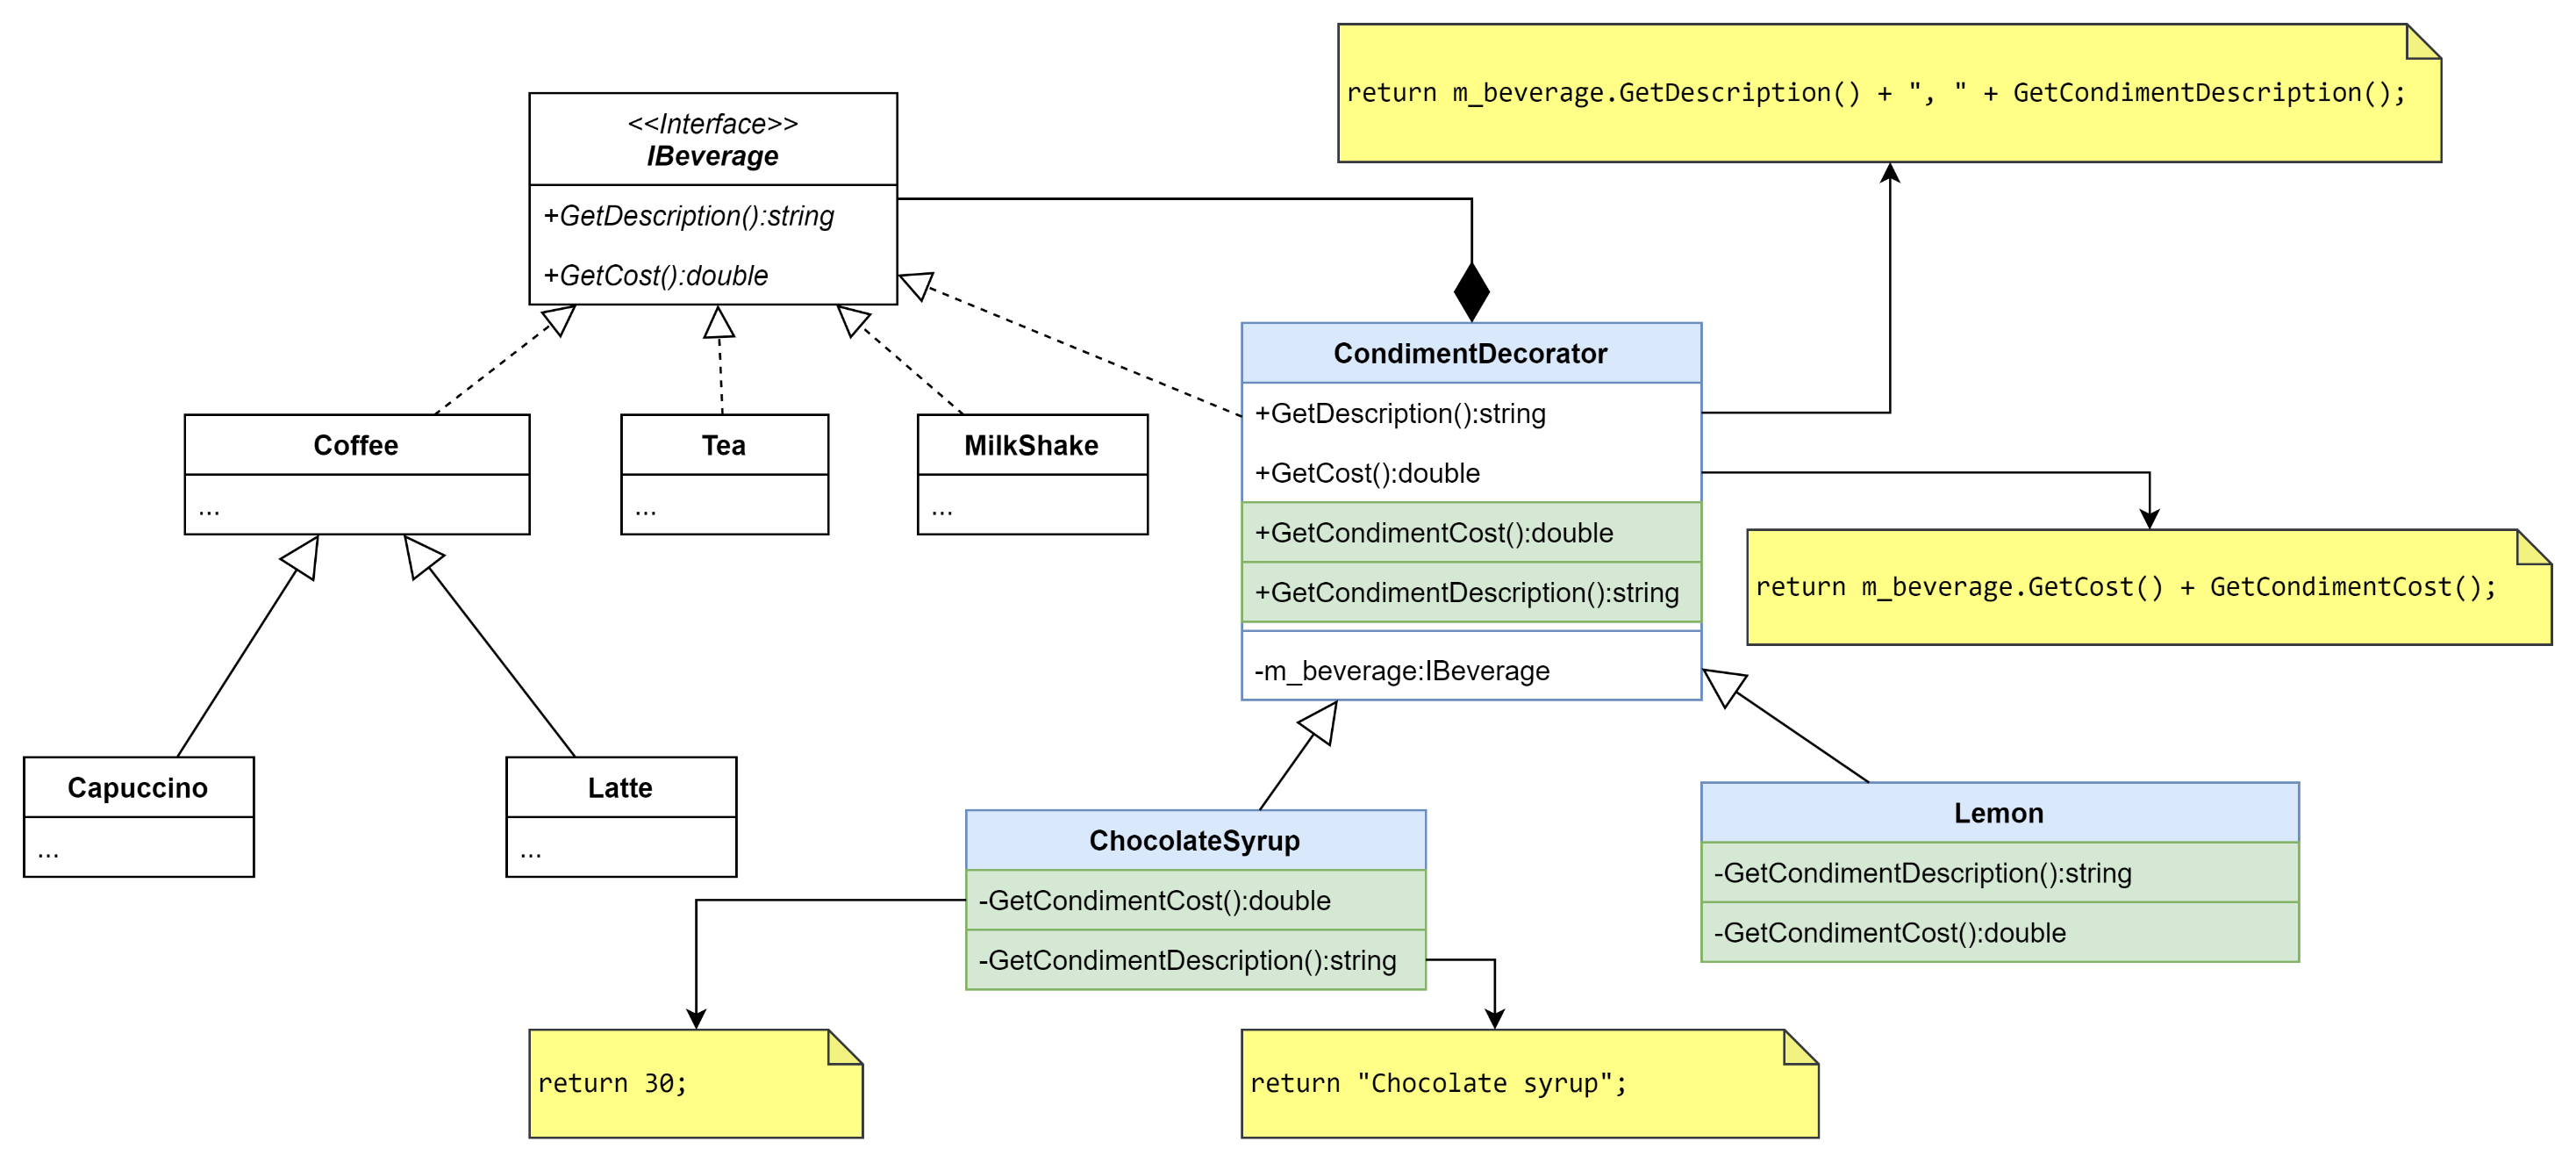 return m_beverage.GetDescription() + ", " + GetCondimentDescription();
<<Interface>>
IBeverage
+GetDescription():string
+GetCost():double
CondimentDecorator
+GetDescription():string
+GetCost():double
+GetCondimentCost():double
+GetCondimentDescription():string
-m_beverage:IBeverage
return m_beverage.GetCost() + GetCondimentCost();
Coffee
...
Tea
...
MilkShake
...
Capuccino
...
Latte
...
ChocolateSyrup
-GetCondimentCost():double
-GetCondimentDescription():string
Lemon
-GetCondimentDescription():string
-GetCondimentCost():double
return 30;
return "Chocolate syrup";